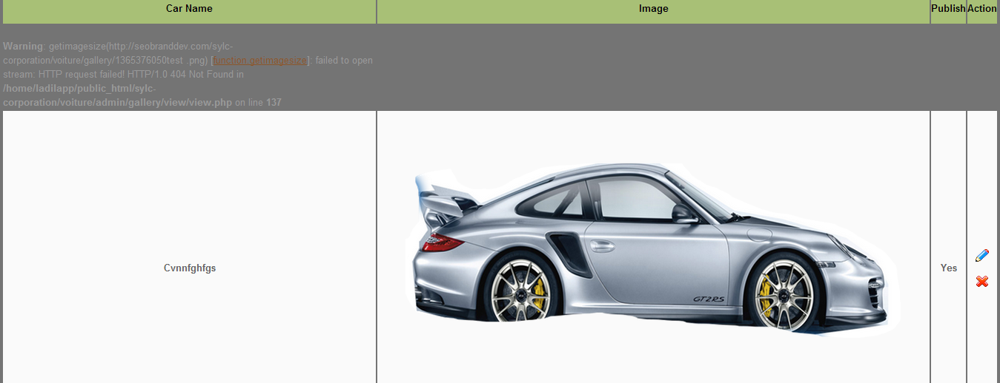 Car Name Image Publish Action
Warning: getimagesize(http://seobranddev.com/sylc-
corporation/voiture/gallery/1365376050test .png) [function.getimagesize]: failed to open
stream: HTTP request failed! HTTP/1.0 404 Not Found in
/home/ladilapp/public_html/sylc-
corporation/voiture/admin/gallery/view/view.php on line 137
GT2RS
Cvnnfghfgs Yes